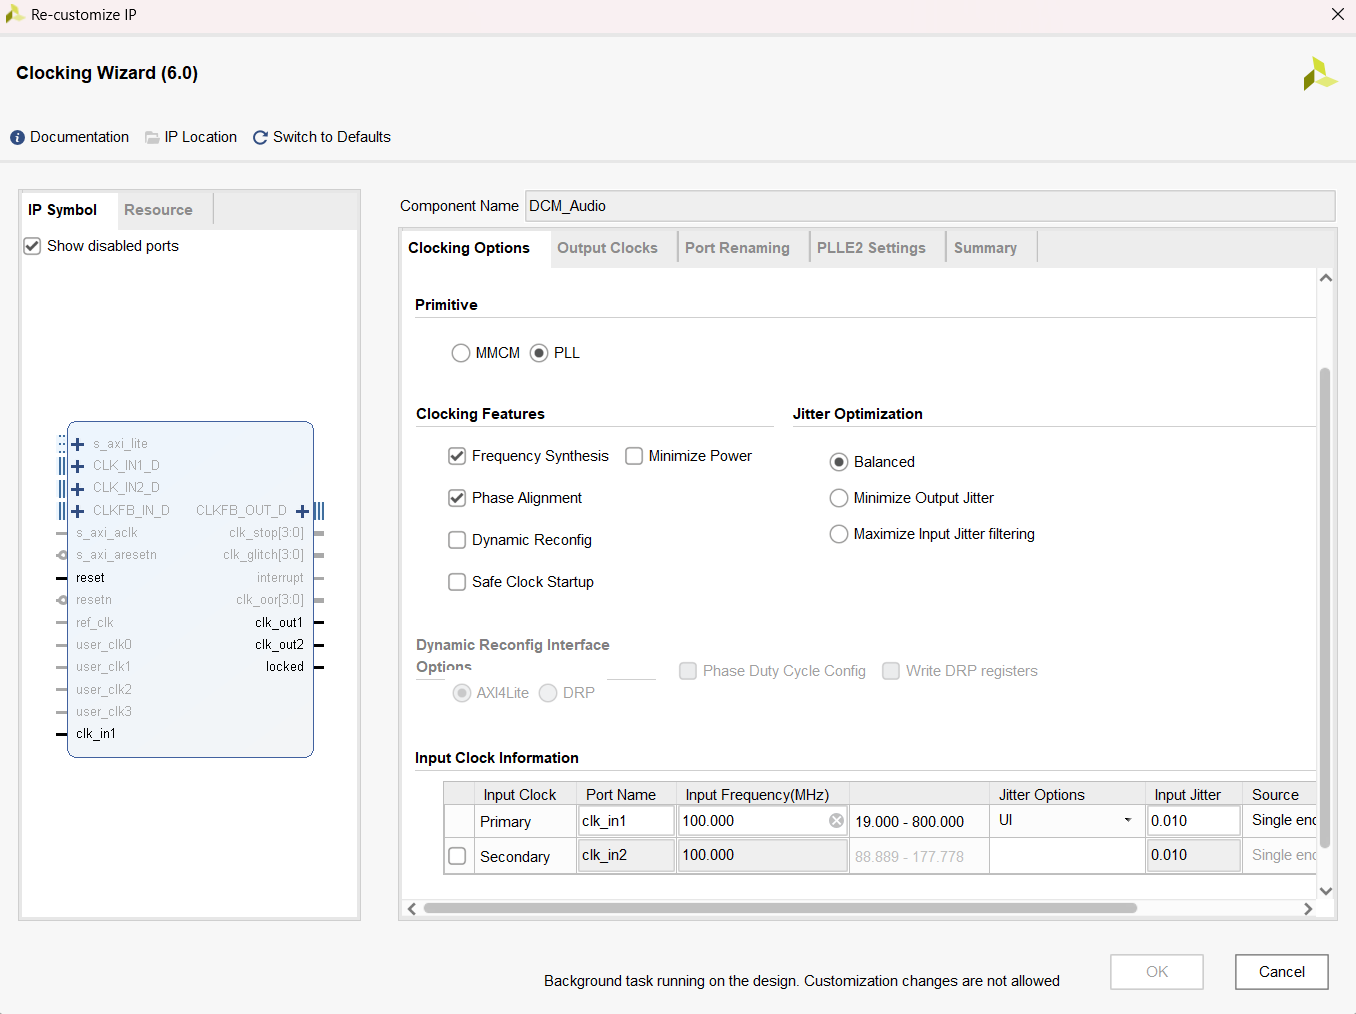 Re-customize IP
Clocking Wizard (6.0)
Documentation IP Location Switch to Defaults
IP Symbol Resource
Show disabled ports
s_axi_lite
CLK_IN1_D
CLK_IN2_D
CLKFB_IN_D CLKFB_OUT_D
s_axi_aclk clk_stop[3:0]
s_axi_aresetn clk_glitch[3:0]
reset interrupt
resetn clk_oor[3:0]
ref_clk clk_out1
user_clk0 clk_out2
user_clk1 locked
user_clk2
user_clk3
clk_in1
Component Name DCM_Audio
Clocking Options Output Clocks Port Renaming PLLE2 Settings Summary
Primitive
MMCM PLL
Clocking Features Jitter Optimization
Frequency Synthesis Minimize Power Balanced
Phase Alignment Minimize Output Jitter
Dynamic Reconfig Maximize Input Jitter filtering
Safe Clock Startup
Dynamic Reconfig Interface
Options Phase Duty Cycle Config Write DRP registers
AXI4Lite DRP
Input Clock Information
Input Clock Port Name Input Frequency(MHz) Jitter Options Input Jitter Source
Primary clk_in1 100.000 19.000 - 800.000 UI 0.010 Single enc
Secondary clk_in2 100.000 88.889 - 177.778 0.010 Single enc
Background task running on the design. Customization changes are not allowed OK Cancel